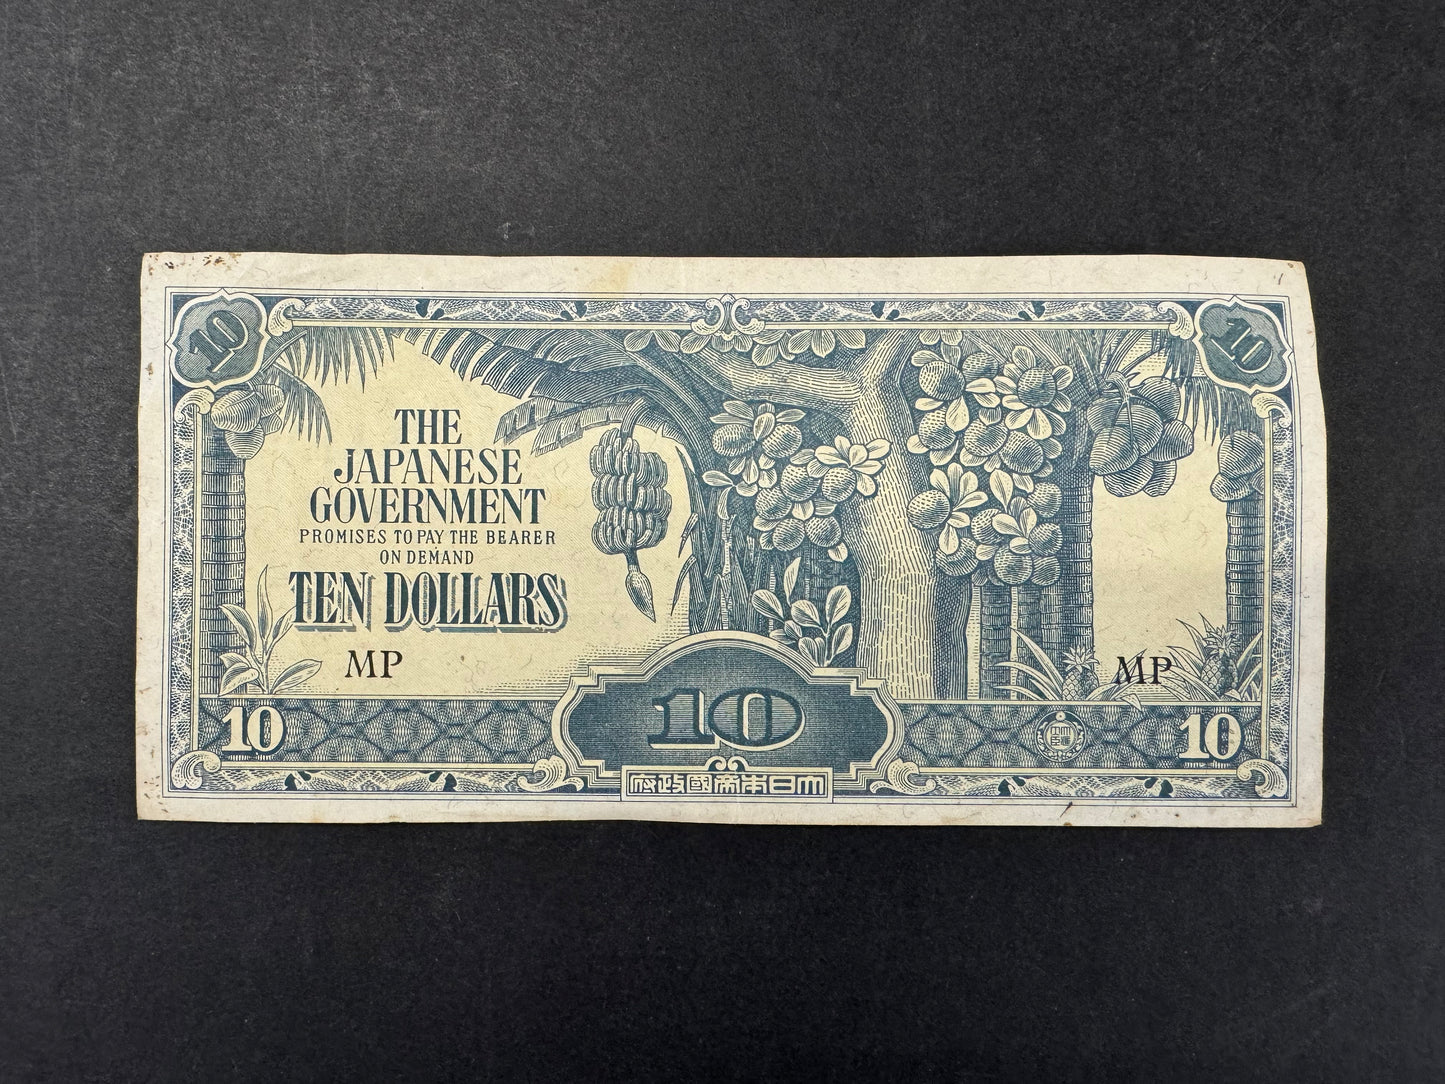 10
10
THE
JAPANESE
GOVERNMENT
PROMISES TO PAY THE BEARER
ON DEMAND
TEN DOLLARS
MP
MP
10
10
10
府政國帝本日大